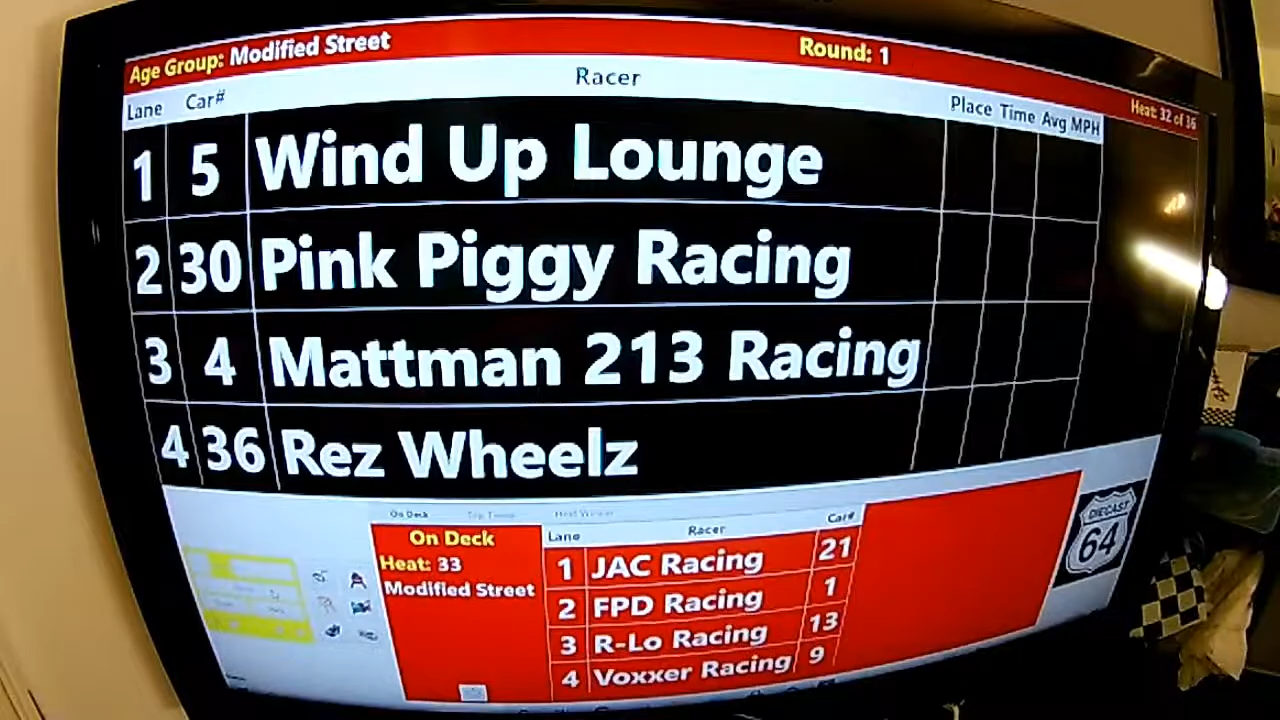 Age Group: Modified Street Round: 1 Heat: 32 of 36
Lane Car# Racer Place Time Avg MPH
1 5 Wind Up Lounge
2 30 Pink Piggy Racing
3 4 Mattman 213 Racing
4 36 Rez Wheelz
On Deck
On Deck
Heat: 33
Modified Street
Lane Racer Car#
1 JAC Racing 21
2 FPD Racing 1
3 R-Lo Racing 13
4 Voxxer Racing 9
DIECAST
64